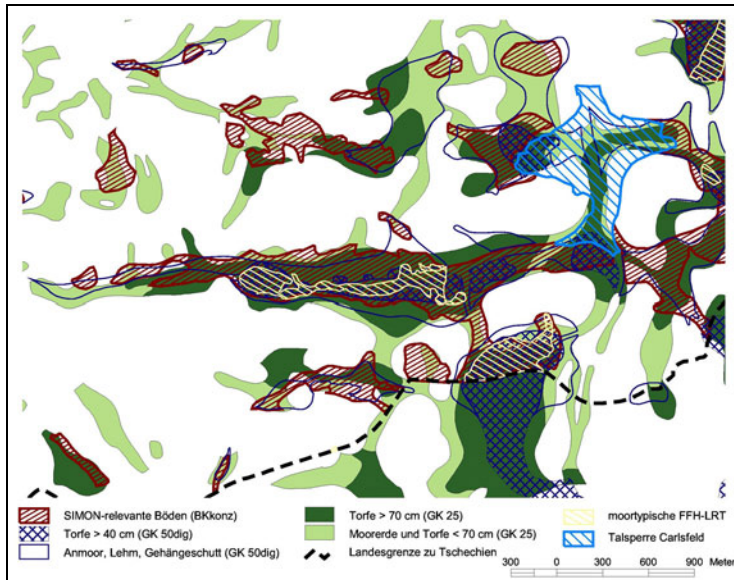 SIMON-relevante Böden (BKkonz)
Torfe > 40 cm (GK 50dig)
Anmoor, Lehm, Gehängeschutt (GK 50dig)
Torfe > 70 cm (GK 25)
Moorerde und Torfe < 70 cm (GK 25)
Landesgrenze zu Tschechien
moortypische FFH-LRT
Talsperre Carlsfeld
300 0 300 600 900 Meter